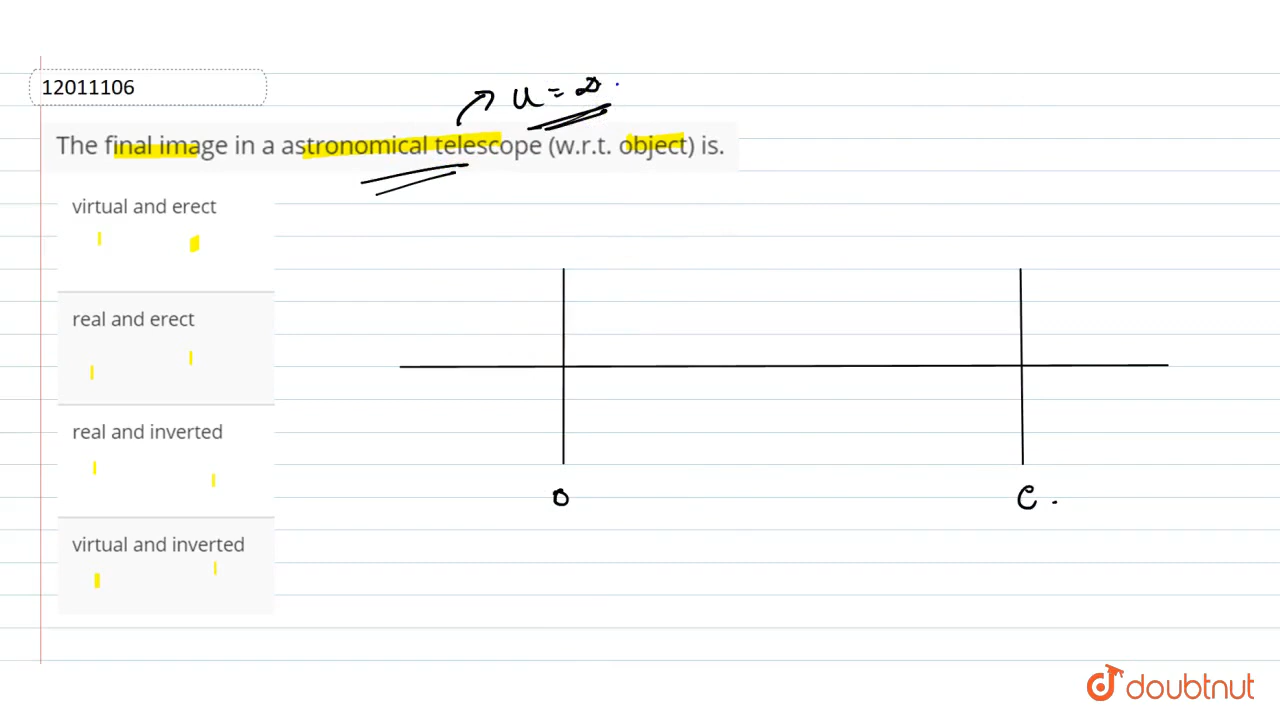 12011106
u = ∞
The final image in a astronomical telescope (w.r.t. object) is.
virtual and erect
real and erect
real and inverted
virtual and inverted
O
e
doubtnut